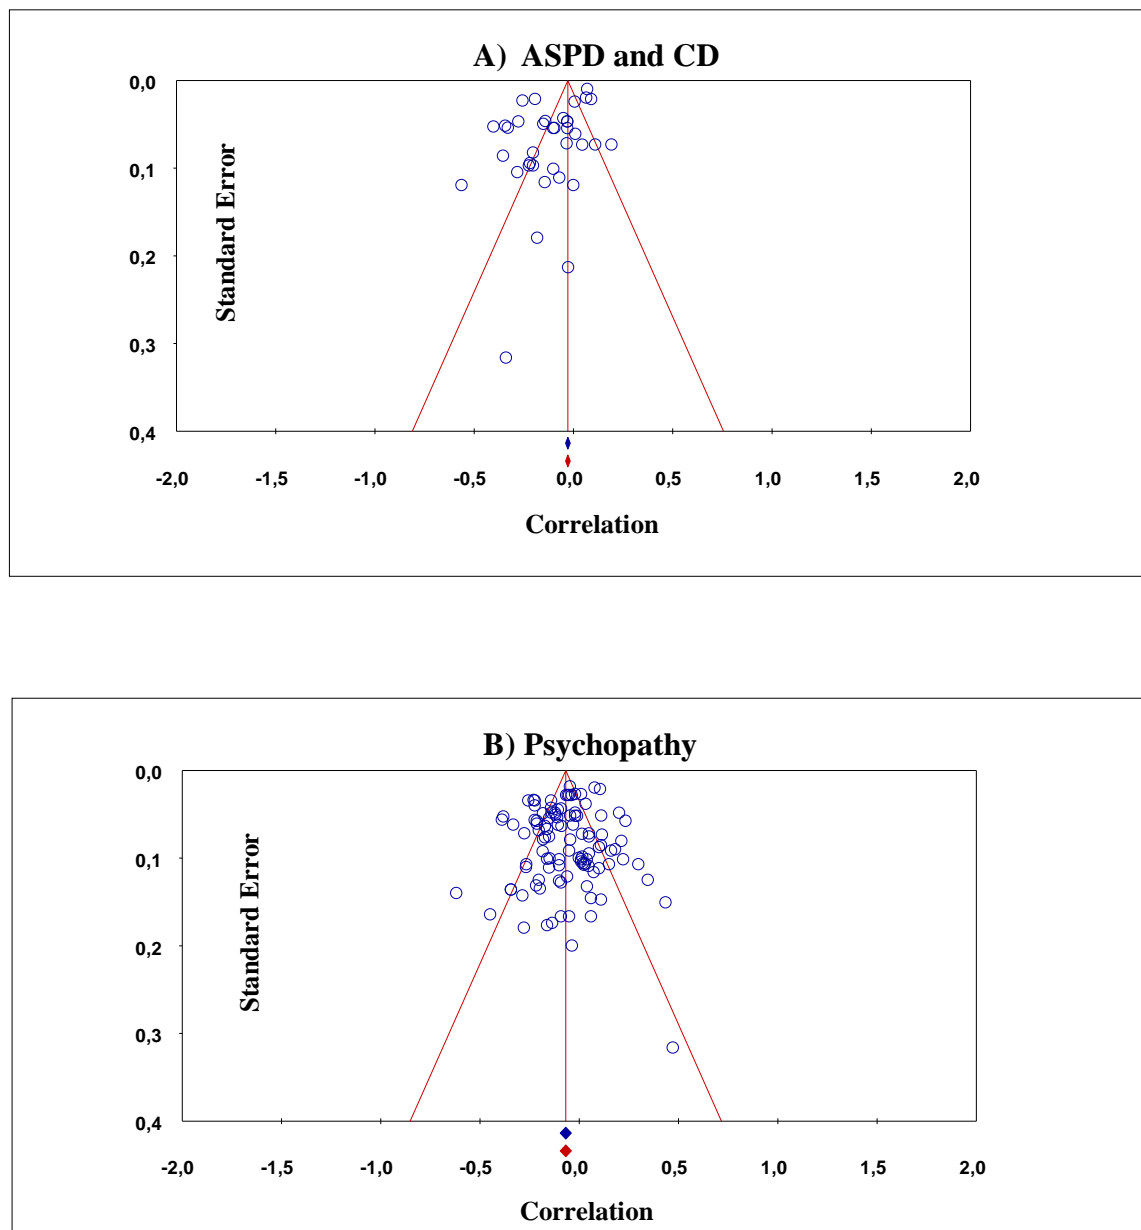 A) ASPD and CD
0,0
0,1
0,2
0,3
0,4
Standard Error
-2,0 -1,5 -1,0 -0,5 0,0 0,5 1,0 1,5 2,0
Correlation
B) Psychopathy
0,0
0,1
0,2
0,3
0,4
Standard Error
-2,0 -1,5 -1,0 -0,5 0,0 0,5 1,0 1,5 2,0
Correlation